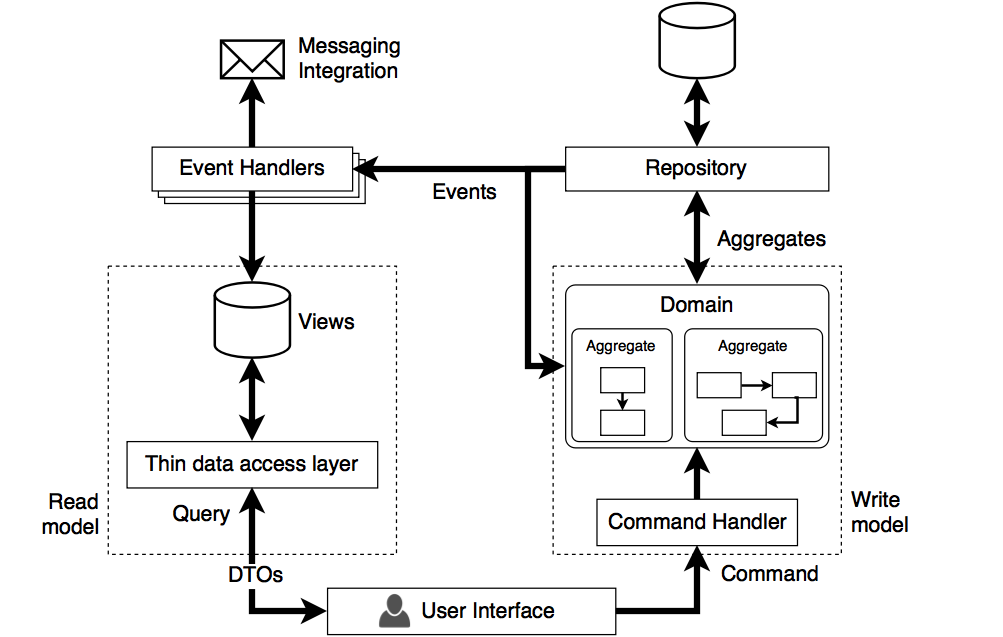 Messaging
Integration
Event Handlers
Repository
Events
Aggregates
Domain
Views
Aggregate
Aggregate
Thin data access layer
Read
model
Query
Write
model
Command Handler
DTOs
Command
User Interface